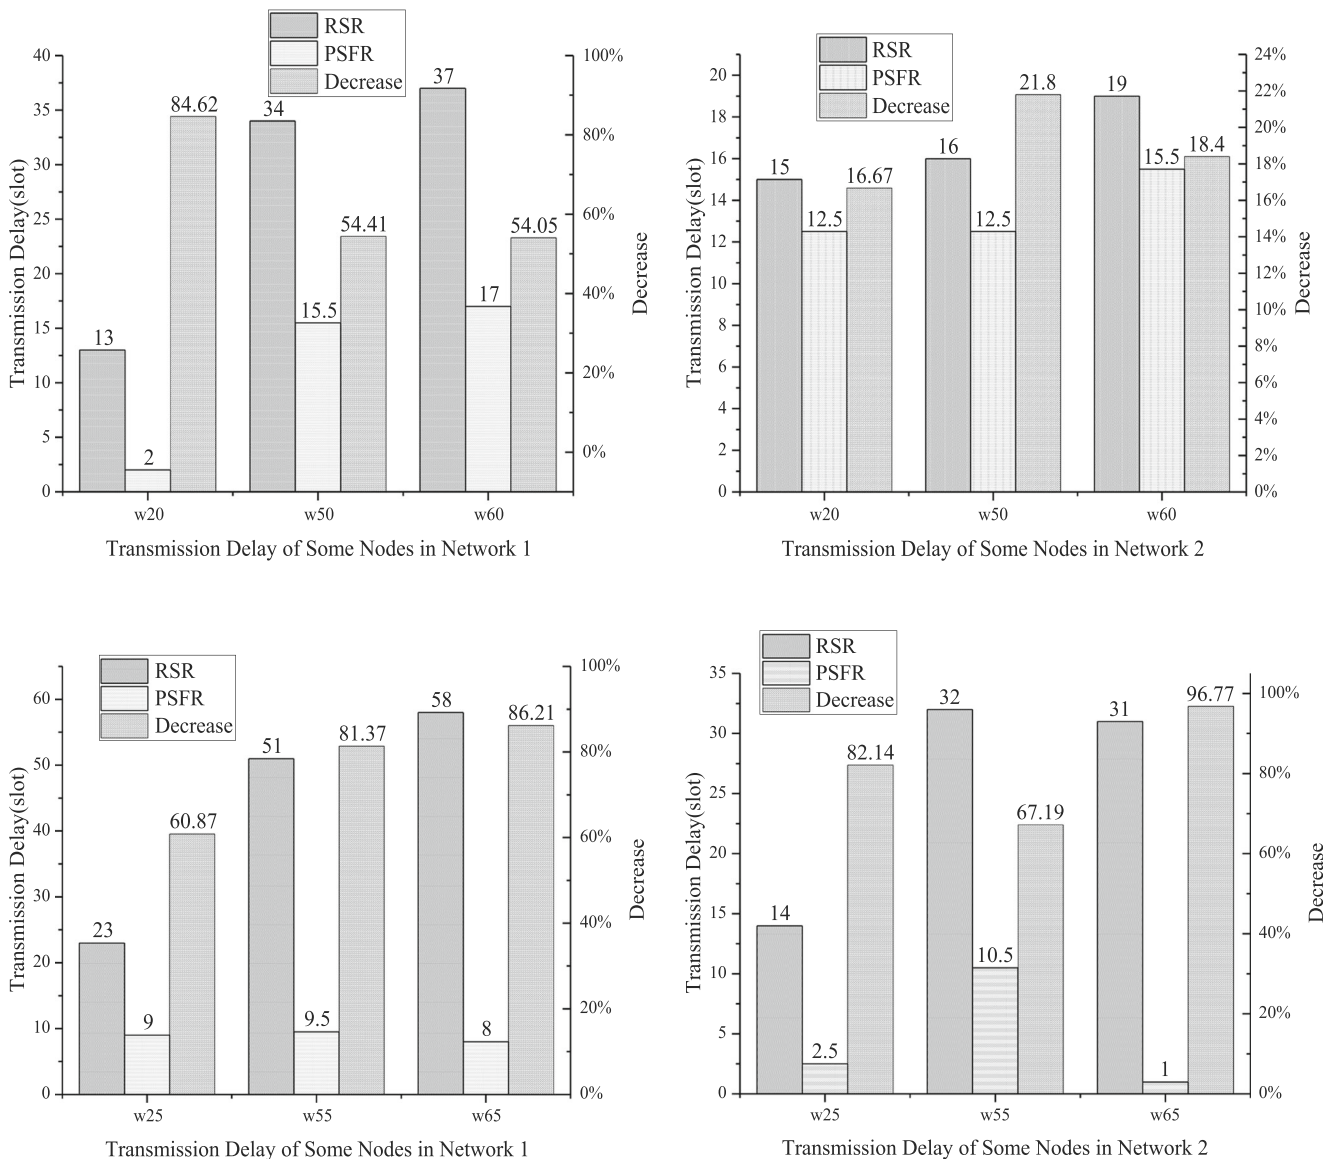 RSR
PSFR
Decrease
40
35
30
25
20
15
10
5
0
Transmission Delay(slot)
13
2
84.62
34
15.5
54.41
37
17
54.05
100%
80%
60%
40%
20%
0%
Decrease
w20
w50
w60
Transmission Delay of Some Nodes in Network 1
RSR
PSFR
Decrease
20
18
16
14
12
10
8
6
4
2
0
Transmission Delay(slot)
15
12.5
16.67
16
12.5
21.8
19
15.5
18.4
24%
22%
20%
18%
16%
14%
12%
10%
8%
6%
4%
2%
0%
Decrease
w20
w50
w60
Transmission Delay of Some Nodes in Network 2
RSR
PSFR
Decrease
60
50
40
30
20
10
0
Transmission Delay(slot)
23
9
60.87
51
9.5
81.37
58
8
86.21
100%
80%
60%
40%
20%
0%
Decrease
w25
w55
w65
Transmission Delay of Some Nodes in Network 1
RSR
PSFR
Decrease
35
30
25
20
15
10
5
0
Transmission Delay(slot)
14
2.5
82.14
32
10.5
67.19
31
1
96.77
100%
80%
60%
40%
20%
0%
Decrease
w25
w55
w65
Transmission Delay of Some Nodes in Network 2